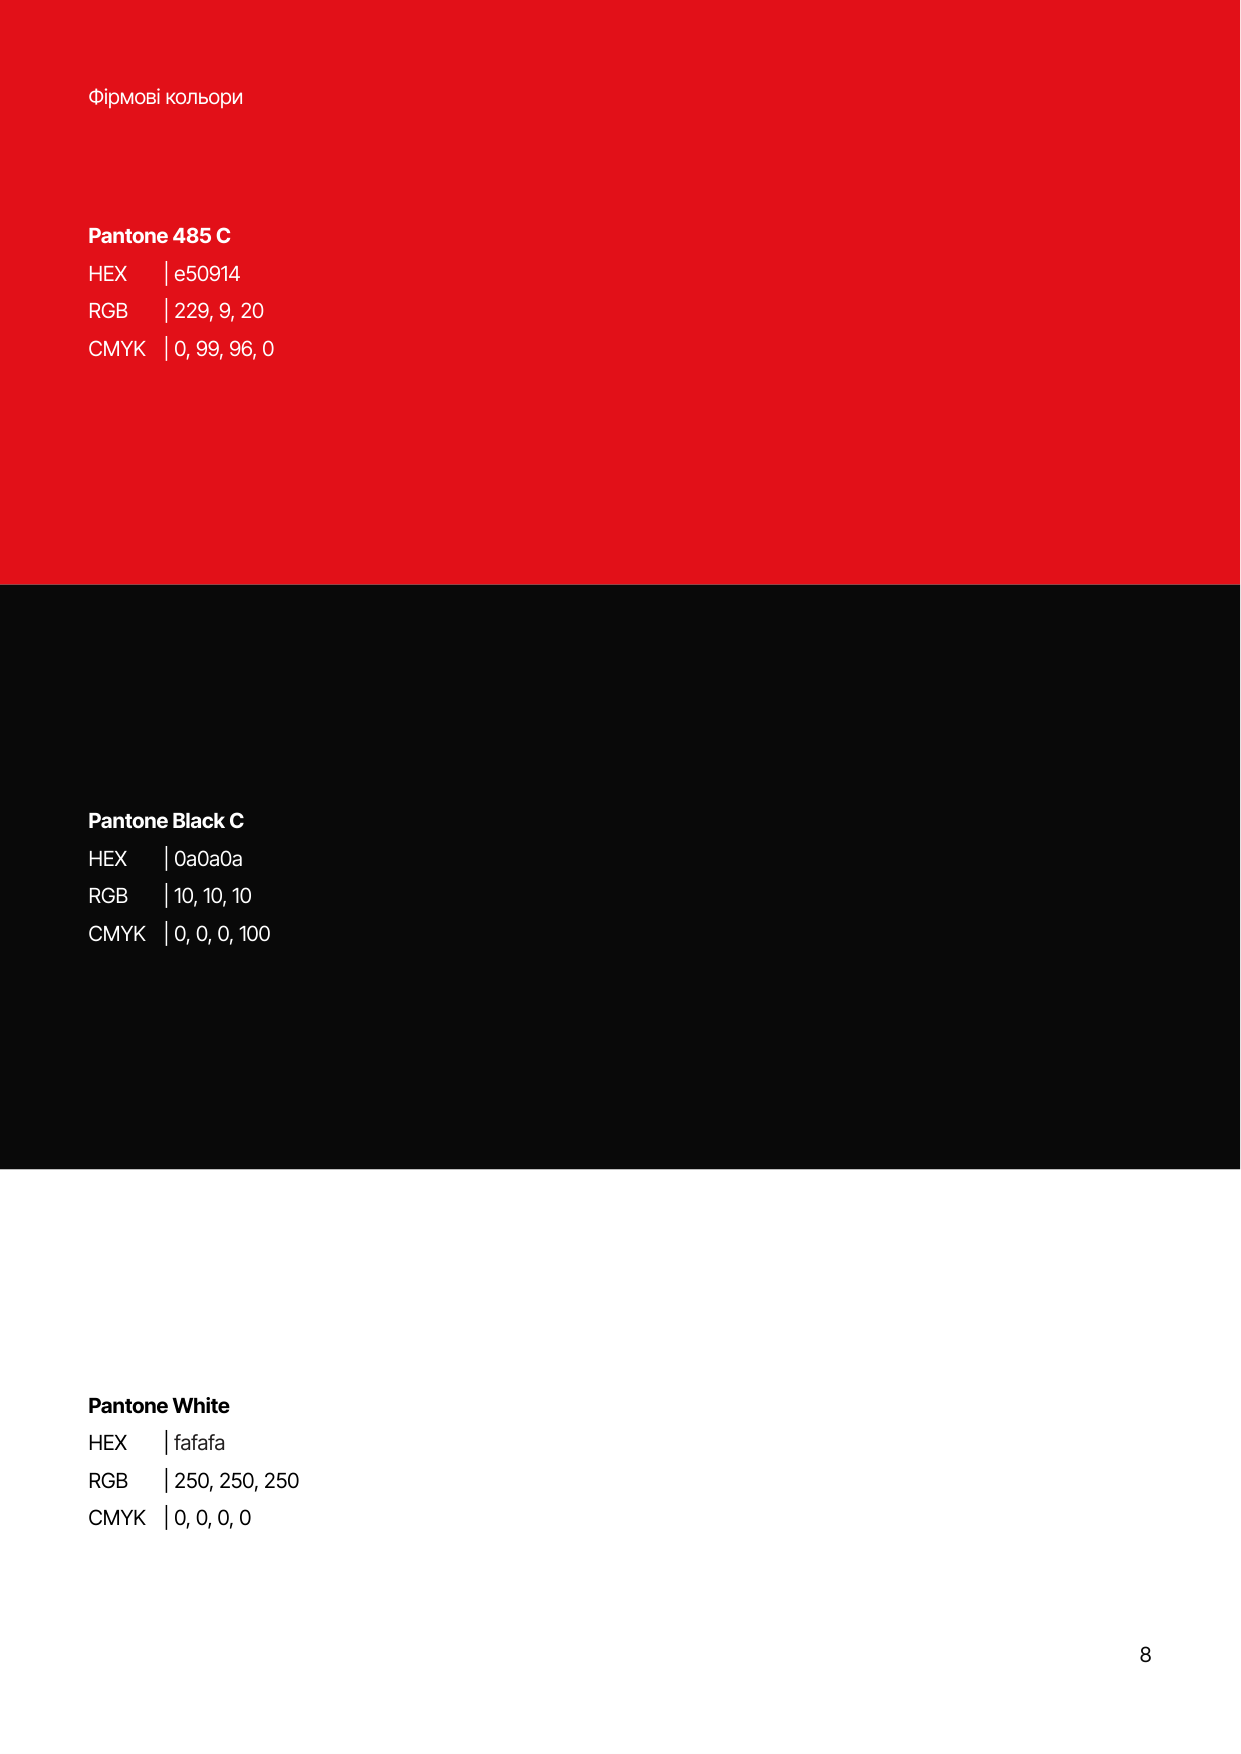 Фірмові кольори
Pantone 485 C
HEX | e50914
RGB | 229, 9, 20
CMYK | 0, 99, 96, 0
Pantone Black C
HEX | 0a0a0a
RGB | 10, 10, 10
CMYK | 0, 0, 0, 100
Pantone White
HEX | fafafa
RGB | 250, 250, 250
CMYK | 0, 0, 0, 0
8